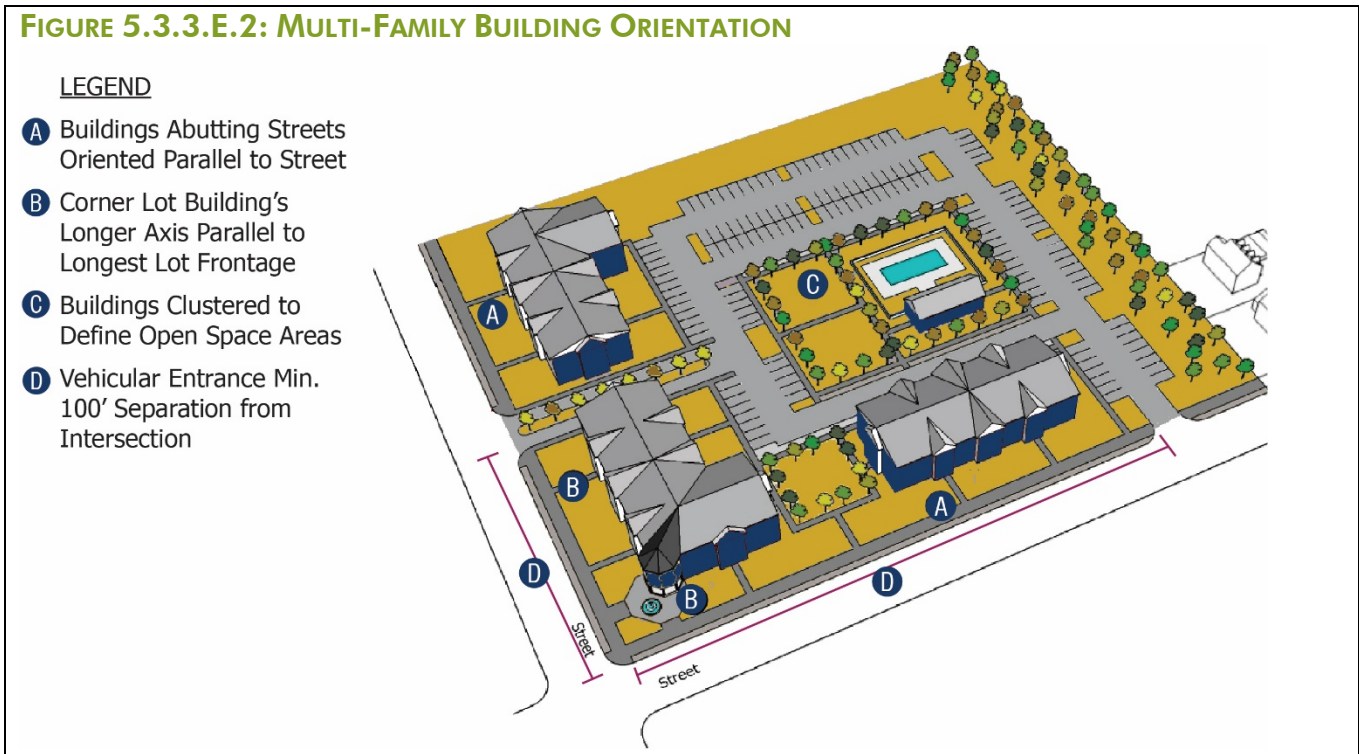 FIGURE 5.3.3.E.2: MULTI-FAMILY BUILDING ORIENTATION
LEGEND
A Buildings Abutting Streets
Oriented Parallel to Street
B Corner Lot Building's
Longer Axis Parallel to
Longest Lot Frontage
C Buildings Clustered to
Define Open Space Areas
D Vehicular Entrance Min.
100' Separation from
Intersection
C
A
B
A
D
D
B
Street
Street